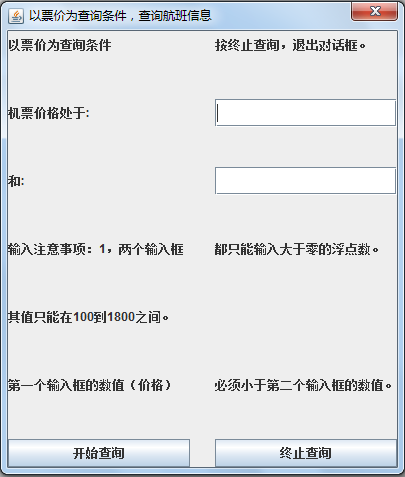 以票价为查询条件，查询航班信息
以票价为查询条件 按终止查询，退出对话框。
机票价格处于:
和:
输入注意事项：1，两个输入框 都只能输入大于零的浮点数。
其值只能在100到1800之间。
第一个输入框的数值（价格） 必须小于第二个输入框的数值。
开始查询 终止查询